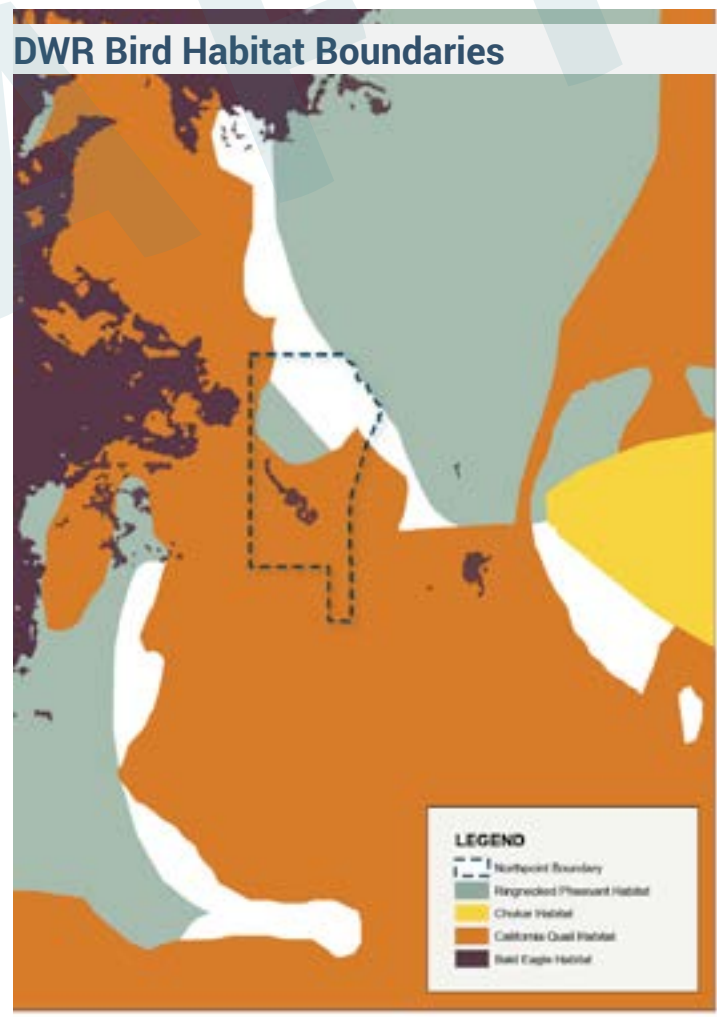 DWR Bird Habitat Boundaries
LEGEND
Northpoint Boundary
Ringnecked Pheasant Habitat
Chukar Habitat
California Quail Habitat
Bald Eagle Habitat